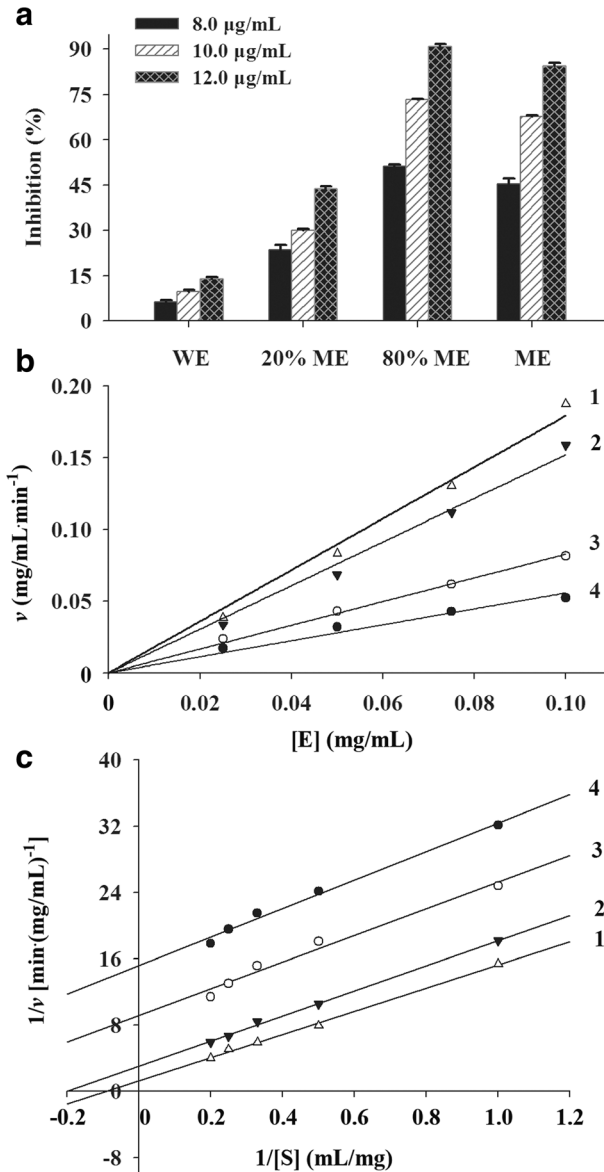 a
8.0 µg/mL
10.0 µg/mL
12.0 µg/mL
Inhibition (%)
90
75
60
45
30
15
0
WE 20% ME 80% ME ME
b
v (mg/mL·min⁻¹)
0.20
0.15
0.10
0.05
0
1
2
3
4
0 0.02 0.04 0.06 0.08 0.10
[E] (mg/mL)
c
1/v [min·(mg/mL)⁻¹]
40
32
24
16
8
0
-8
4
3
2
1
-0.2 0 0.2 0.4 0.6 0.8 1.0 1.2
1/[S] (mL/mg)